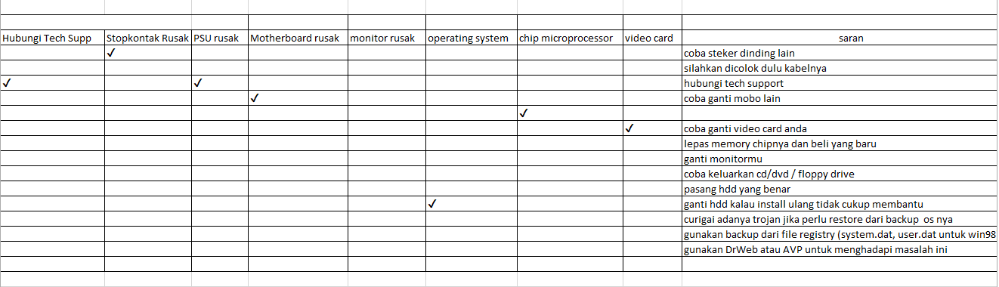 Hubungi Tech Supp Stopkontak Rusak PSU rusak Motherboard rusak monitor rusak operating system chip microprocessor video card saran
✓ coba steker dinding lain
silahkan dicolok dulu kabelnya
✓ ✓ hubungi tech support
✓ coba ganti mobo lain
✓
✓ coba ganti video card anda
lepas memory chipnya dan beli yang baru
ganti monitormu
coba keluarkan cd/dvd / floppy drive
pasang hdd yang benar
✓ ganti hdd kalau install ulang tidak cukup membantu
curigai adanya trojan jika perlu restore dari backup os nya
gunakan backup dari file registry (system.dat, user.dat untuk win98
gunakan DrWeb atau AVP untuk menghadapi masalah ini